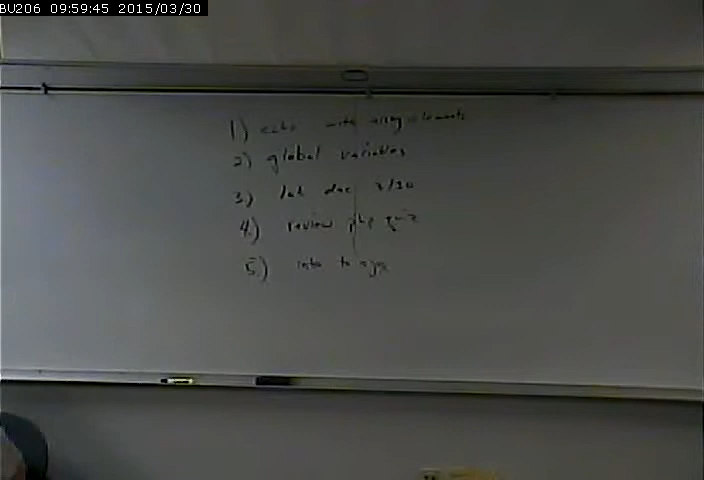 BU206 09:59:45 2015/03/30
1) echo with array elements
2) global variables
3) lab due 3/30
4.) review php quiz
5.) intro to